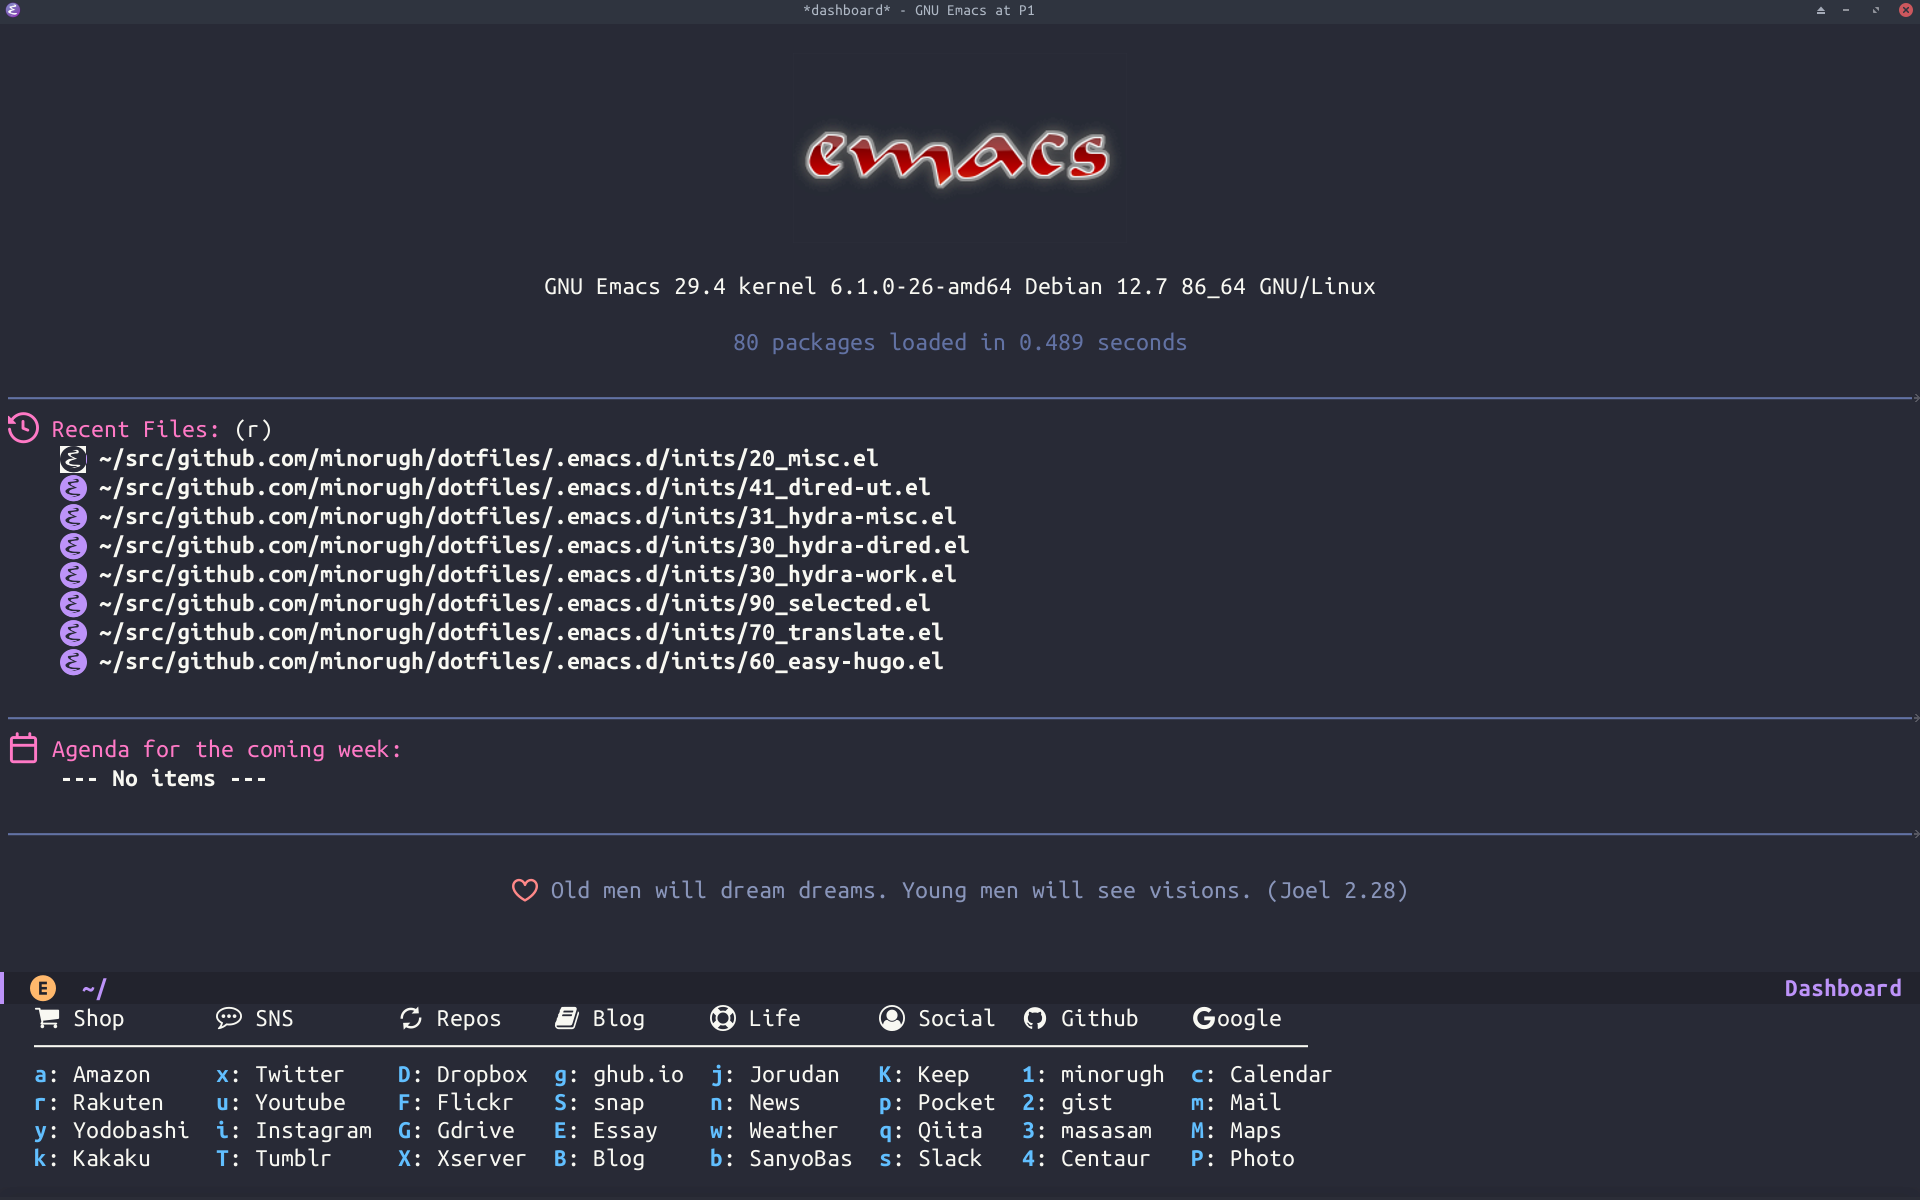 *dashboard* - GNU Emacs at P1
emacs
GNU Emacs 29.4 kernel 6.1.0-26-amd64 Debian 12.7 86_64 GNU/Linux
80 packages loaded in 0.489 seconds
Recent Files: (r)
~/src/github.com/minorugh/dotfiles/.emacs.d/inits/20_misc.el
~/src/github.com/minorugh/dotfiles/.emacs.d/inits/41_dired-ut.el
~/src/github.com/minorugh/dotfiles/.emacs.d/inits/31_hydra-misc.el
~/src/github.com/minorugh/dotfiles/.emacs.d/inits/30_hydra-dired.el
~/src/github.com/minorugh/dotfiles/.emacs.d/inits/30_hydra-work.el
~/src/github.com/minorugh/dotfiles/.emacs.d/inits/90_selected.el
~/src/github.com/minorugh/dotfiles/.emacs.d/inits/70_translate.el
~/src/github.com/minorugh/dotfiles/.emacs.d/inits/60_easy-hugo.el
Agenda for the coming week:
--- No items ---
Old men will dream dreams. Young men will see visions. (Joel 2.28)
E ~/ Dashboard
Shop SNS Repos Blog Life Social Github Google
a: Amazon x: Twitter D: Dropbox g: ghub.io j: Jorudan K: Keep 1: minorugh c: Calendar
r: Rakuten u: Youtube F: Flickr S: snap n: News p: Pocket 2: gist m: Mail
y: Yodobashi i: Instagram G: Gdrive E: Essay w: Weather q: Qiita 3: masasam M: Maps
k: Kakaku T: Tumblr X: Xserver B: Blog b: SanyoBas s: Slack 4: Centaur P: Photo